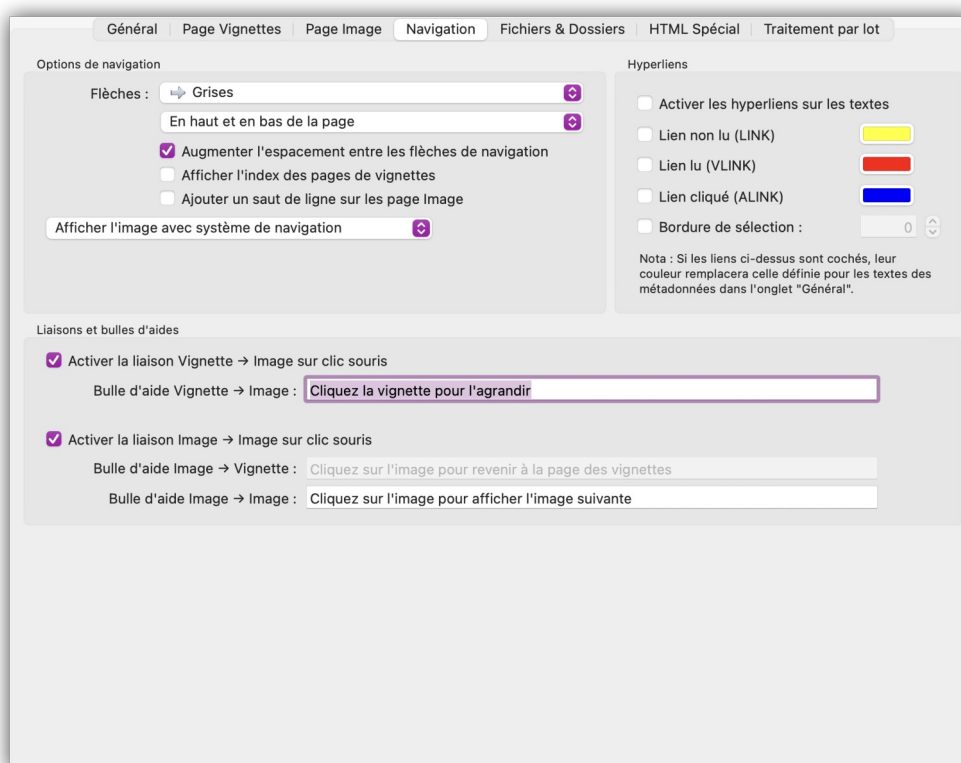 Général Page Vignettes Page Image Navigation Fichiers & Dossiers HTML Spécial Traitement par lot
Options de navigation
Flèches : Grises
En haut et en bas de la page
Augmenter l'espacement entre les flèches de navigation
Afficher l'index des pages de vignettes
Ajouter un saut de ligne sur les page Image
Afficher l'image avec système de navigation
Hyperliens
Activer les hyperliens sur les textes
Lien non lu (LINK)
Lien lu (VLINK)
Lien cliqué (ALINK)
Bordure de sélection : 0
Nota : Si les liens ci-dessus sont cochés, leur
couleur remplacera celle définie pour les textes des
métadonnées dans l'onglet "Général".
Liaisons et bulles d'aides
Activer la liaison Vignette → Image sur clic souris
Bulle d'aide Vignette → Image : Cliquez la vignette pour l'agrandir
Activer la liaison Image → Image sur clic souris
Bulle d'aide Image → Vignette : Cliquez sur l'image pour revenir à la page des vignettes
Bulle d'aide Image → Image : Cliquez sur l'image pour afficher l'image suivante